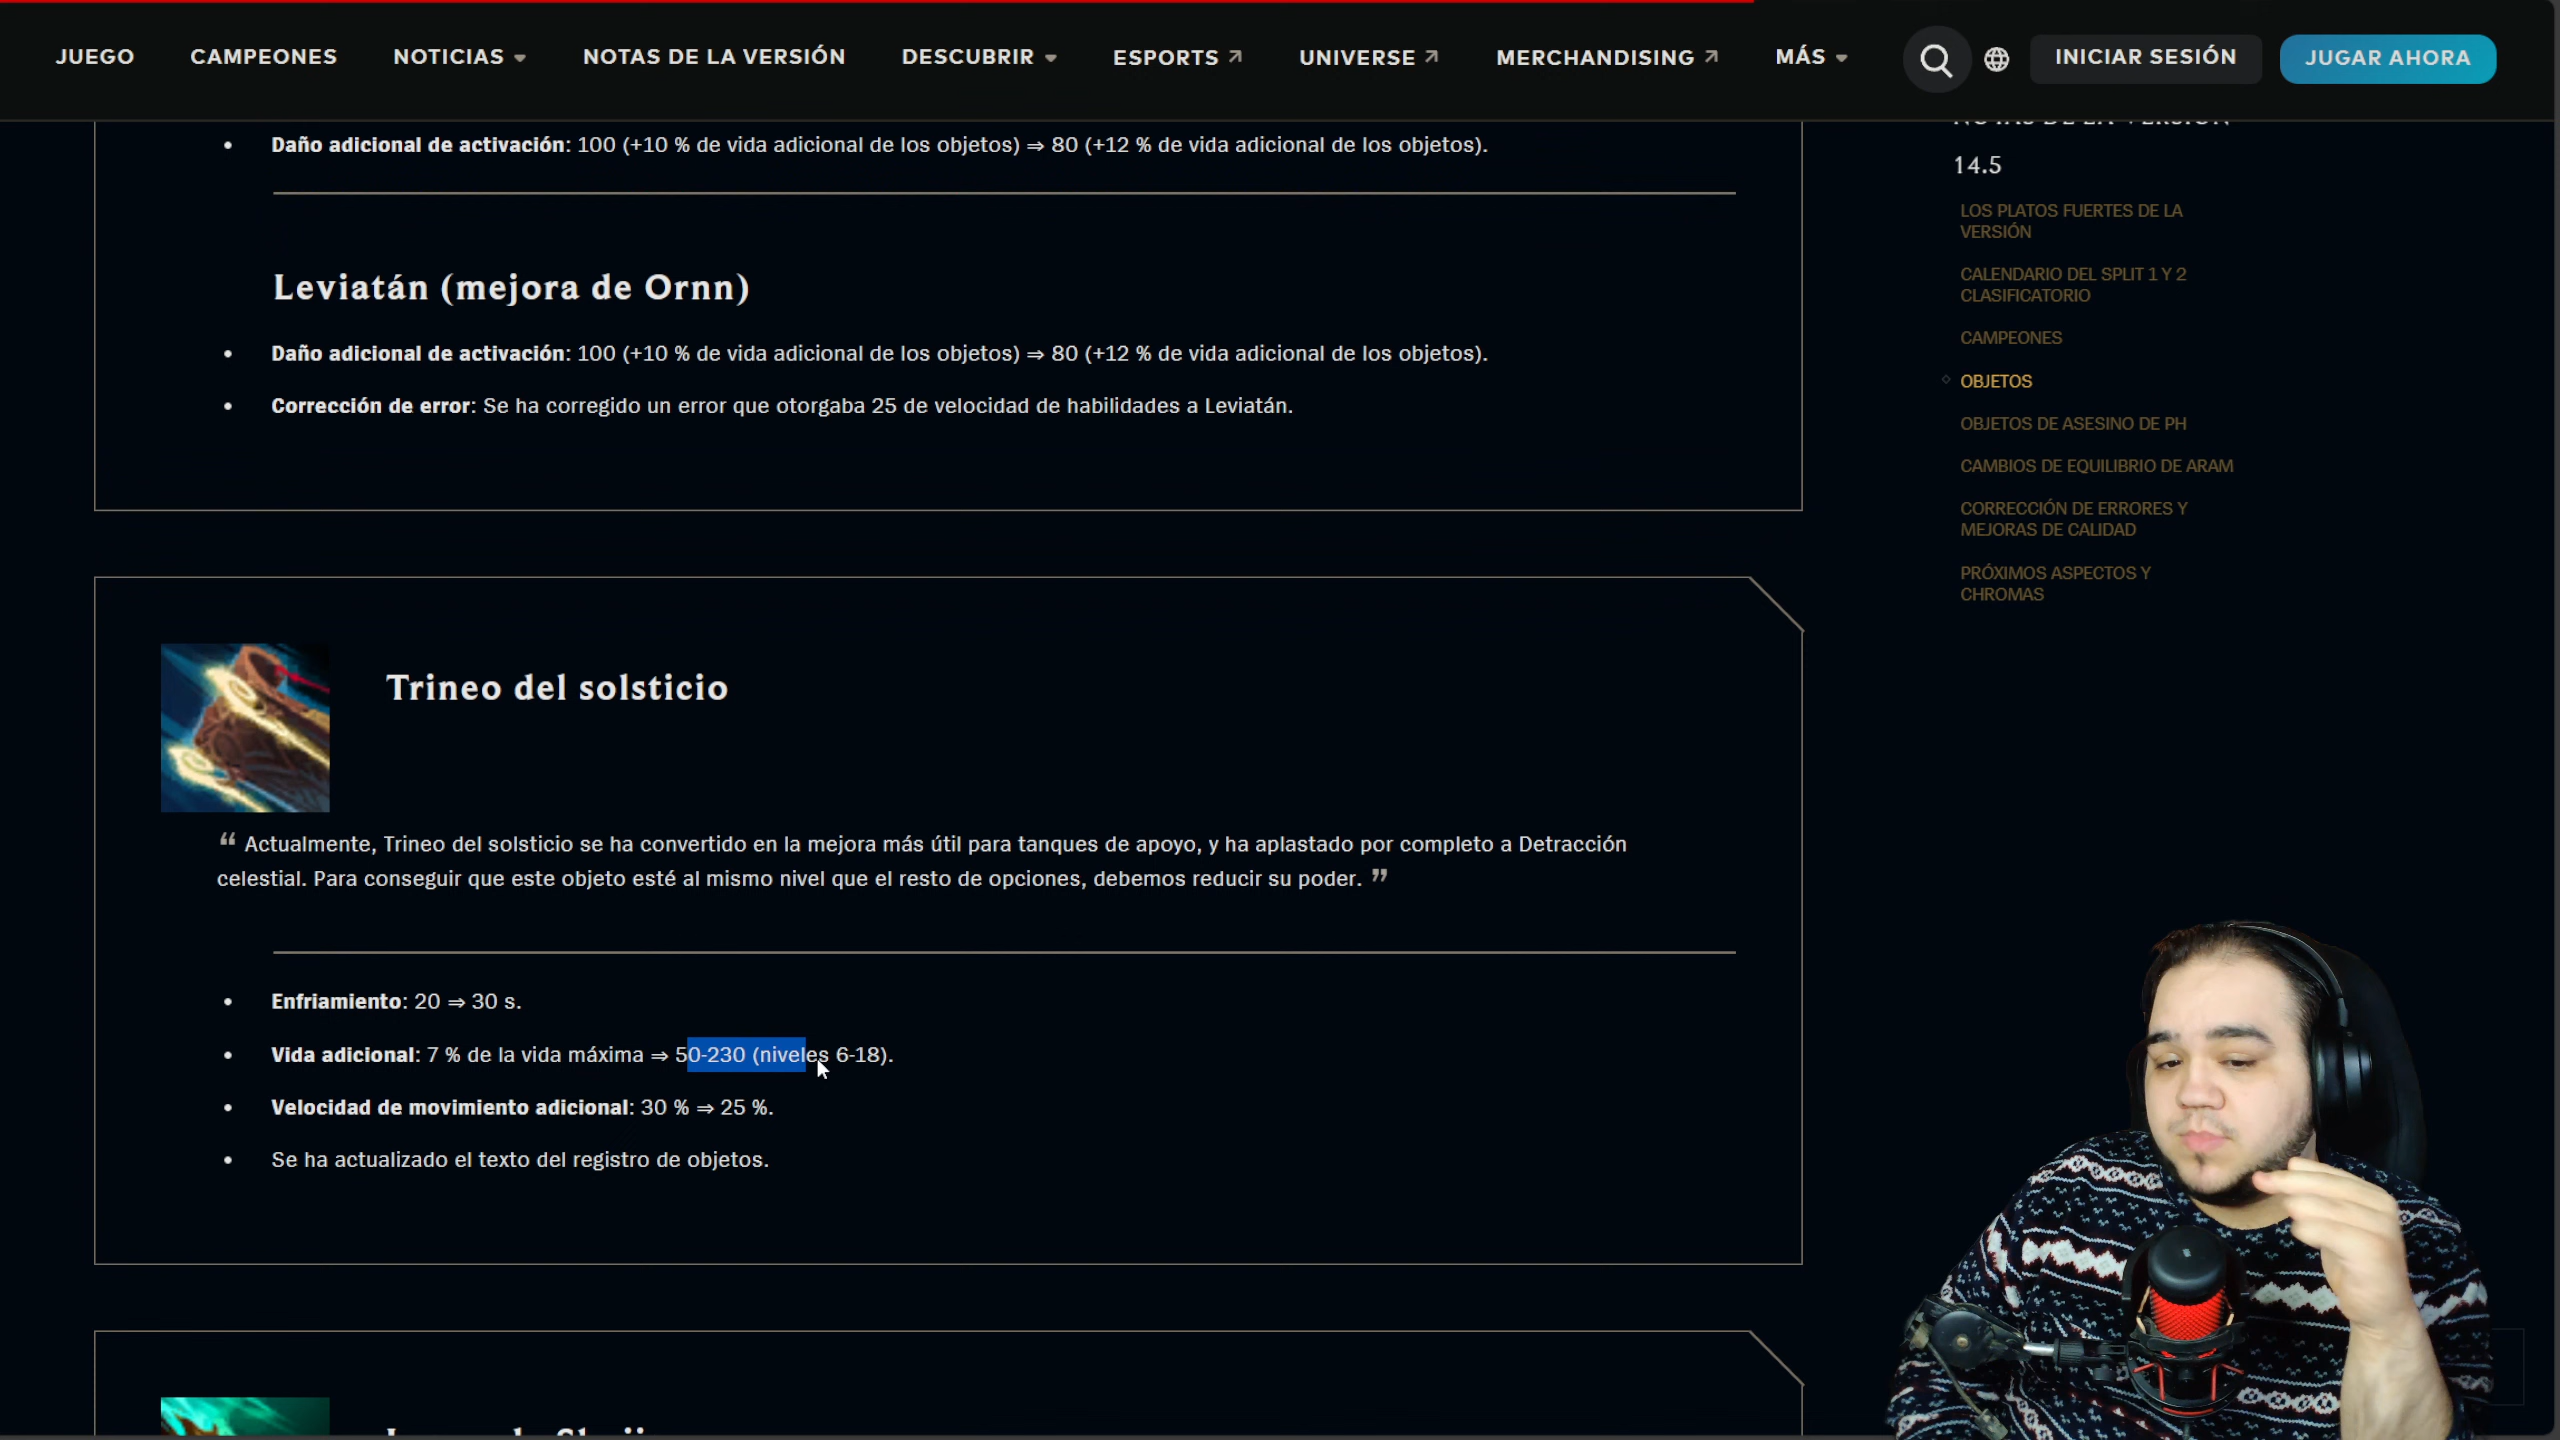 JUEGO CAMPEONES NOTICIAS NOTAS DE LA VERSIÓN DESCUBRIR ESPORTS UNIVERSE MERCHANDISING MÁS INICIAR SESIÓN JUGAR AHORA
Daño adicional de activación: 100 (+10 % de vida adicional de los objetos) ⇒ 80 (+12 % de vida adicional de los objetos).
Leviatán (mejora de Ornn)
Daño adicional de activación: 100 (+10 % de vida adicional de los objetos) ⇒ 80 (+12 % de vida adicional de los objetos).
Corrección de error: Se ha corregido un error que otorgaba 25 de velocidad de habilidades a Leviatán.
Trineo del solsticio
“ Actualmente, Trineo del solsticio se ha convertido en la mejora más útil para tanques de apoyo, y ha aplastado por completo a Detracción
celestial. Para conseguir que este objeto esté al mismo nivel que el resto de opciones, debemos reducir su poder. ”
Enfriamiento: 20 ⇒ 30 s.
Vida adicional: 7 % de la vida máxima ⇒ 50-230 (niveles 6-18).
Velocidad de movimiento adicional: 30 % ⇒ 25 %.
Se ha actualizado el texto del registro de objetos.
NOTAS DE LA VERSIÓN
14.5
LOS PLATOS FUERTES DE LA
VERSIÓN
CALENDARIO DEL SPLIT 1 Y 2
CLASIFICATORIO
CAMPEONES
OBJETOS
OBJETOS DE ASESINO DE PH
CAMBIOS DE EQUILIBRIO DE ARAM
CORRECCIÓN DE ERRORES Y
MEJORAS DE CALIDAD
PRÓXIMOS ASPECTOS Y
CHROMAS